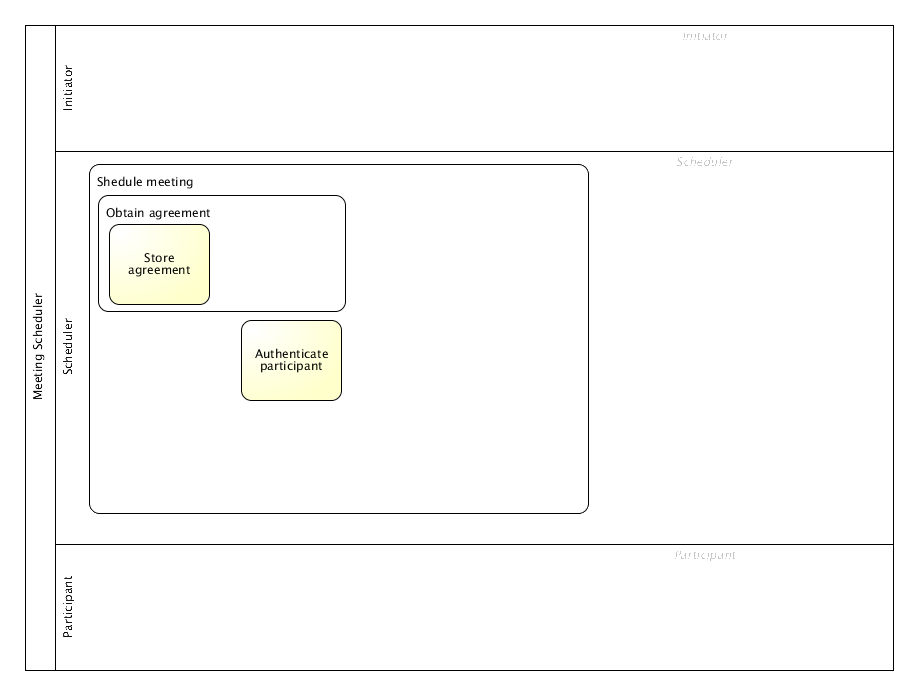 Meeting Scheduler
Initiator
Initiator
Scheduler
Scheduler
Shedule meeting
Obtain agreement
Store
agreement
Authenticate
participant
Participant
Participant